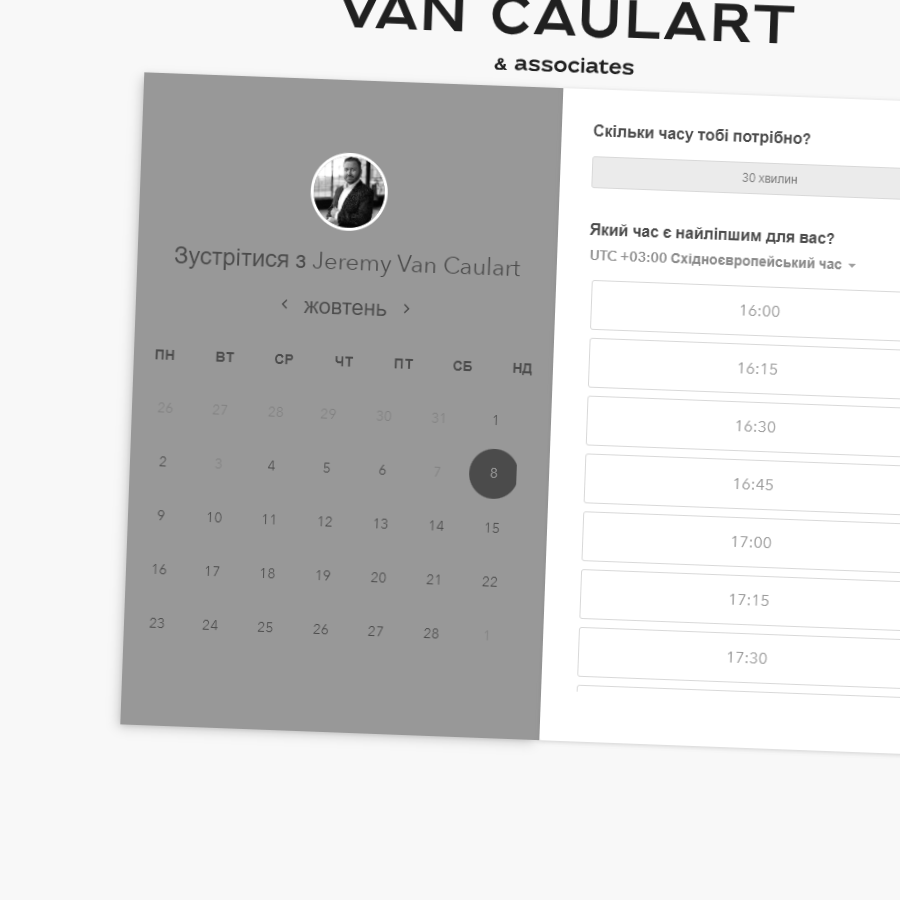 VAN CAULART
& associates
Зустрітися з Jeremy Van Caulart
жовтень
ПН ВТ СР ЧТ ПТ СБ НД
26 27 28 29 30 31 1
2 3 4 5 6 7 8
9 10 11 12 13 14 15
16 17 18 19 20 21 22
23 24 25 26 27 28 1
Скільки часу тобі потрібно?
30 хвилин
Який час є найліпшим для вас?
UTC +03:00 Східноєвропейський час
16:00
16:15
16:30
16:45
17:00
17:15
17:30